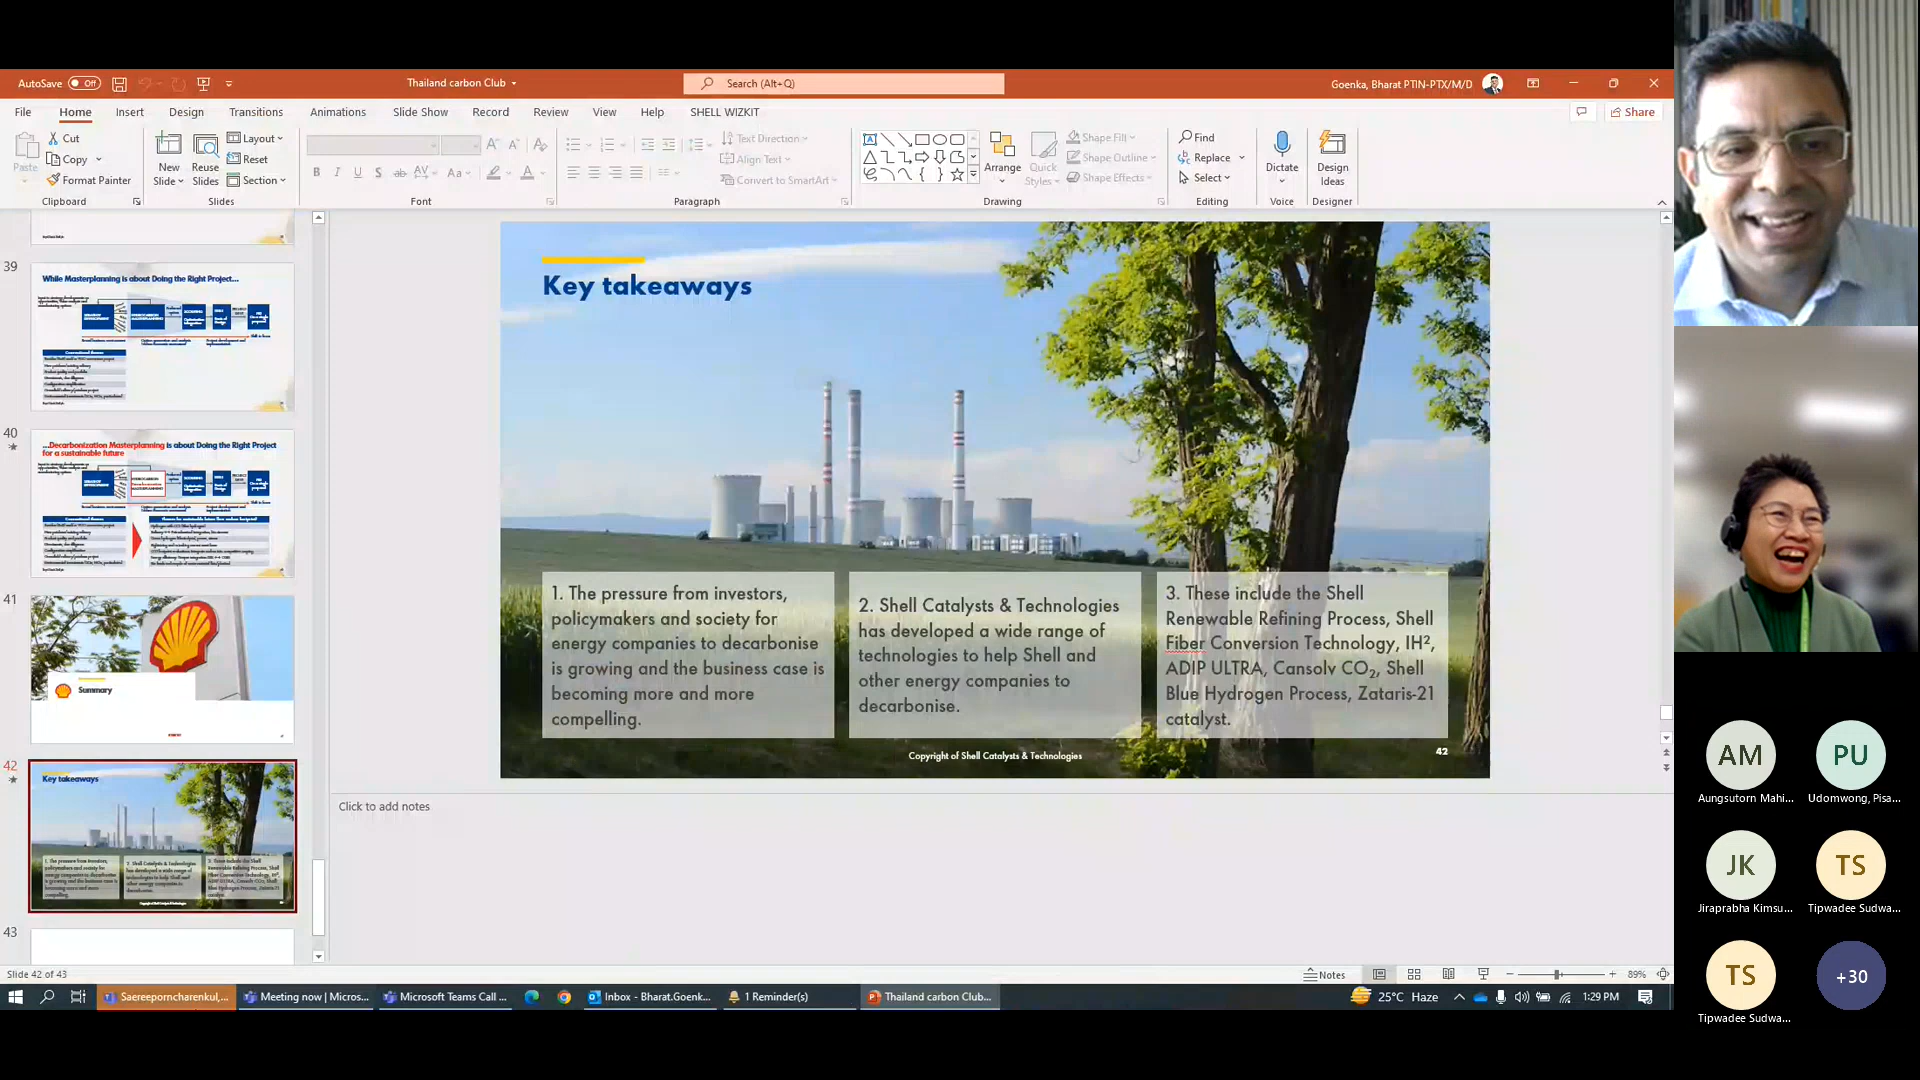 AutoSave Off
Thailand carbon Club
Search (Alt+Q)
Goenka, Bharat PTIN-PTX/M/D
File Home Insert Design Transitions Animations Slide Show Record Review View Help SHELL WIZKIT
Share
Paste
Cut
Copy
Format Painter
Clipboard
New Slide
Reuse Slides
Layout
Reset
Section
Slides
Font
Text Direction
Align Text
Convert to SmartArt
Paragraph
Arrange
Quick Styles
Shape Fill
Shape Outline
Shape Effects
Drawing
Find
Replace
Select
Editing
Dictate
Voice
Design Ideas
Designer
39
While Masterplanning is about Doing the Right Project...
40
...Decarbonization Masterplanning is about Doing the Right Project
for a sustainable future
41
Summary
42
Key takeaways
43
Key takeaways
1. The pressure from investors,
policymakers and society for
energy companies to decarbonise
is growing and the business case is
becoming more and more
compelling.
2. Shell Catalysts & Technologies
has developed a wide range of
technologies to help Shell and
other energy companies to
decarbonise.
3. These include the Shell
Renewable Refining Process, Shell
Fiber Conversion Technology, IH²,
ADIP ULTRA, Cansolv CO₂, Shell
Blue Hydrogen Process, Zataris-21
catalyst.
Copyright of Shell Catalysts & Technologies
42
Click to add notes
Slide 42 of 43
Notes
89%
Saereeporncharenkul,...
Meeting now | Micros...
Microsoft Teams Call ...
Inbox - Bharat.Goenk...
1 Reminder(s)
Thailand carbon Club...
25°C Haze
1:29 PM
AM
Aungsutorn Mahi...
PU
Udomwong, Pisa...
JK
Jiraprabha Kimsu...
TS
Tipwadee Sudwa...
TS
Tipwadee Sudwa...
+30